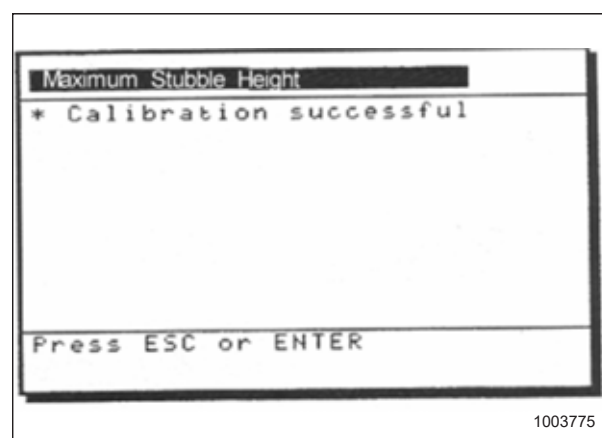 Maximum Stubble Height
* Calibration successful
Press ESC or ENTER
1003775